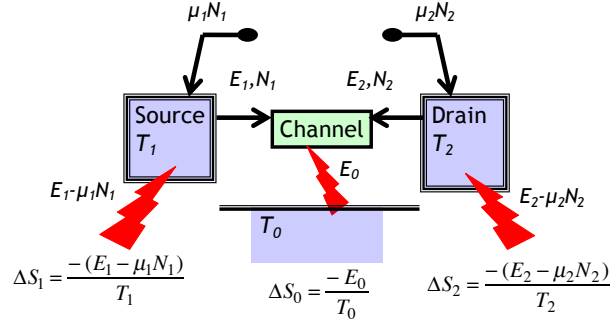 μ₁N₁
μ₂N₂
E₁,N₁
E₂,N₂
Source
T₁
Channel
Drain
T₂
E₀
E₁-μ₁N₁
E₂-μ₂N₂
T₀
ΔS₁ = −(E₁ − μ₁N₁) / T₁
ΔS₀ = −E₀ / T₀
ΔS₂ = −(E₂ − μ₂N₂) / T₂